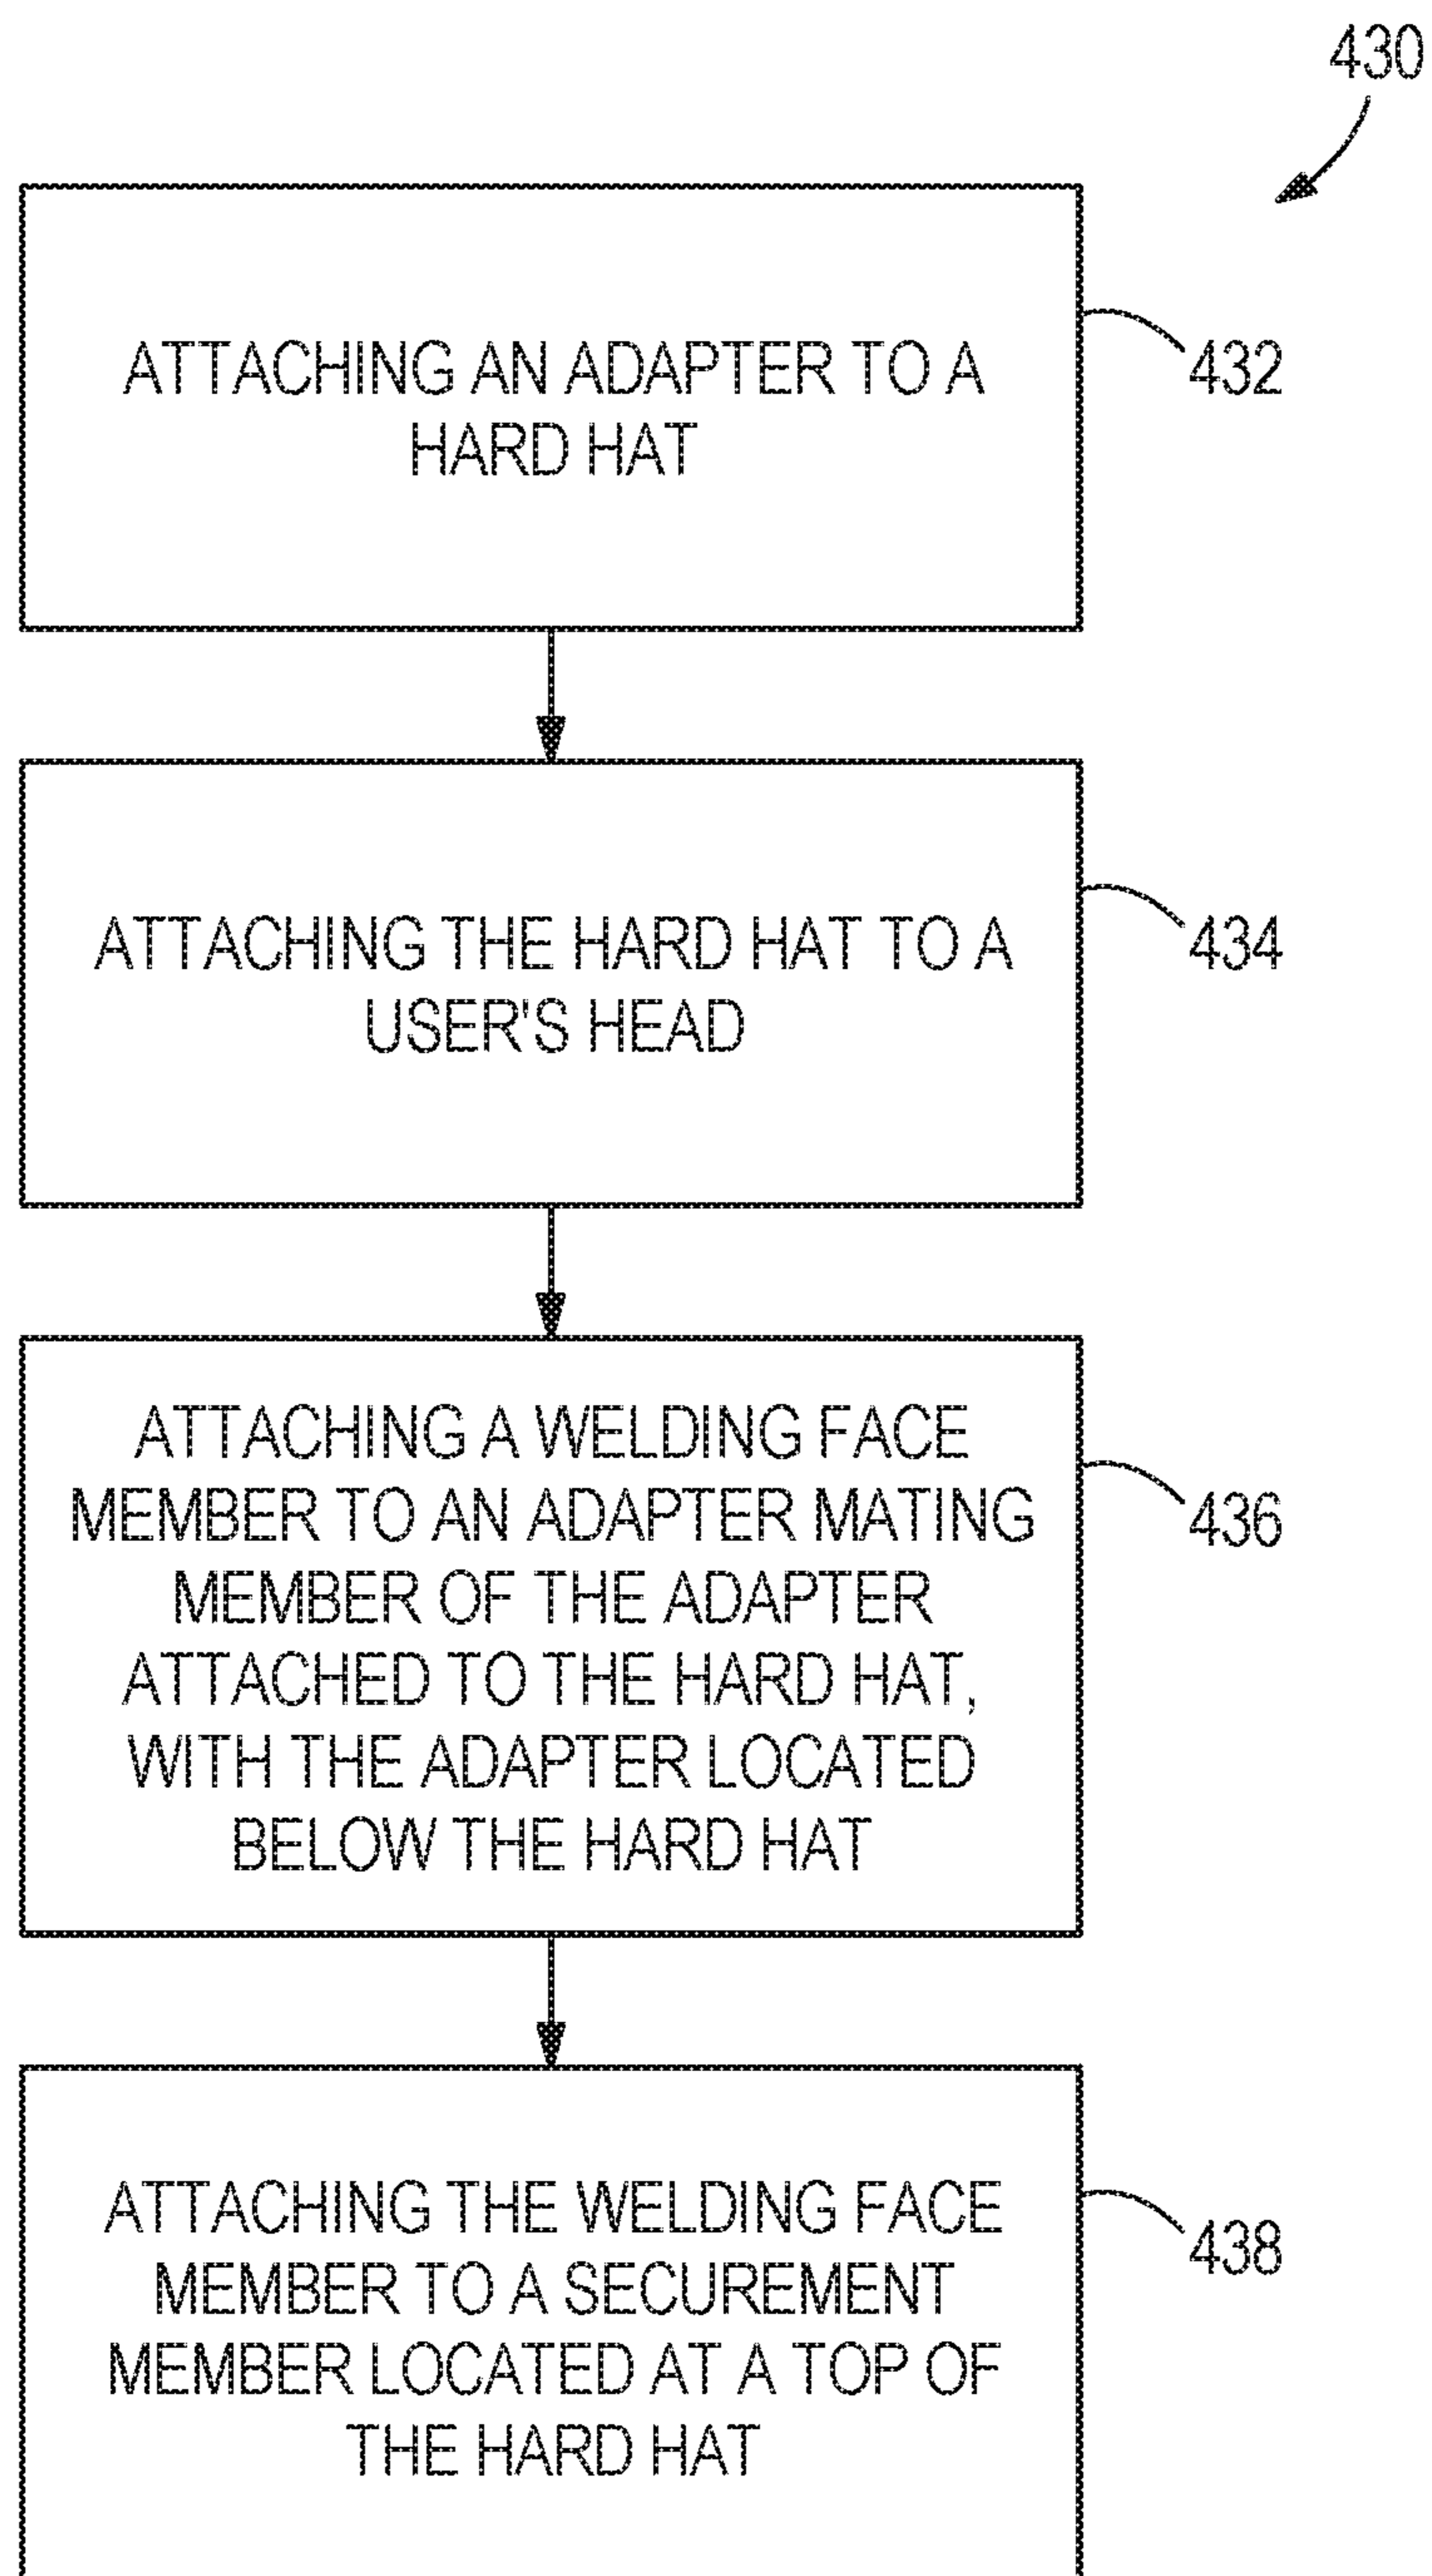 430
ATTACHING AN ADAPTER TO A
HARD HAT
432
ATTACHING THE HARD HAT TO A
USER'S HEAD
434
ATTACHING A WELDING FACE
MEMBER TO AN ADAPTER MATING
MEMBER OF THE ADAPTER
ATTACHED TO THE HARD HAT,
WITH THE ADAPTER LOCATED
BELOW THE HARD HAT
436
ATTACHING THE WELDING FACE
MEMBER TO A SECUREMENT
MEMBER LOCATED AT A TOP OF
THE HARD HAT
438